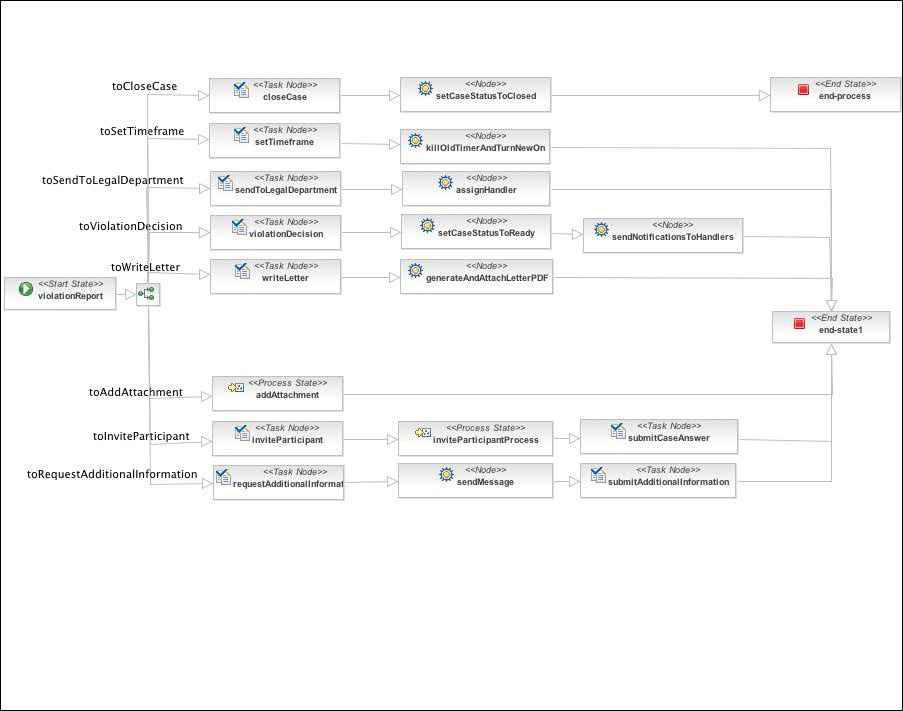 toCloseCase
<<Task Node>>
closeCase
<<Node>>
setCaseStatusToClosed
<<End State>>
end-process
toSetTimeframe
<<Task Node>>
setTimeframe
<<Node>>
killOldTimerAndTurnNewOn
toSendToLegalDepartment
<<Task Node>>
sendToLegalDepartment
<<Node>>
assignHandler
toViolationDecision
<<Task Node>>
violationDecision
<<Node>>
setCaseStatusToReady
<<Node>>
sendNotificationsToHandlers
toWriteLetter
<<Task Node>>
writeLetter
<<Node>>
generateAndAttachLetterPDF
<<Start State>>
violationReport
<<End State>>
end-state1
toAddAttachment
<<Process State>>
addAttachment
toInviteParticipant
<<Task Node>>
inviteParticipant
<<Process State>>
inviteParticipantProcess
<<Task Node>>
submitCaseAnswer
toRequestAdditionalInformation
<<Task Node>>
requestAdditionalInformat
<<Node>>
sendMessage
<<Task Node>>
submitAdditionalInformation